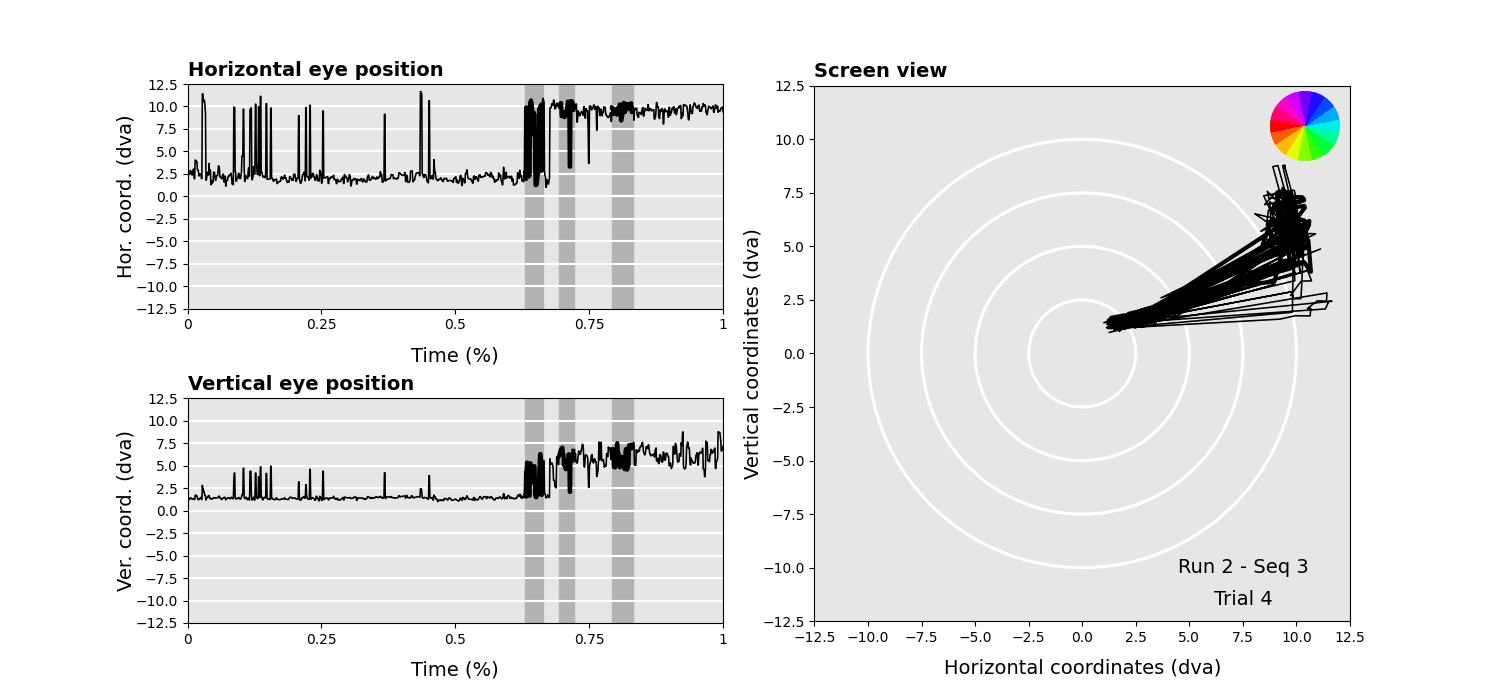 Horizontal eye position
Hor. coord. (dva)
12.5
10.0
7.5
5.0
2.5
0.0
−2.5
−5.0
−7.5
−10.0
−12.5
0 0.25 0.5 0.75 1
Time (%)
Vertical eye position
Ver. coord. (dva)
12.5
10.0
7.5
5.0
2.5
0.0
−2.5
−5.0
−7.5
−10.0
−12.5
0 0.25 0.5 0.75 1
Time (%)
Screen view
Vertical coordinates (dva)
12.5
10.0
7.5
5.0
2.5
0.0
−2.5
−5.0
−7.5
−10.0
−12.5
Run 2 - Seq 3
Trial 4
−12.5 −10.0 −7.5 −5.0 −2.5 0.0 2.5 5.0 7.5 10.0 12.5
Horizontal coordinates (dva)